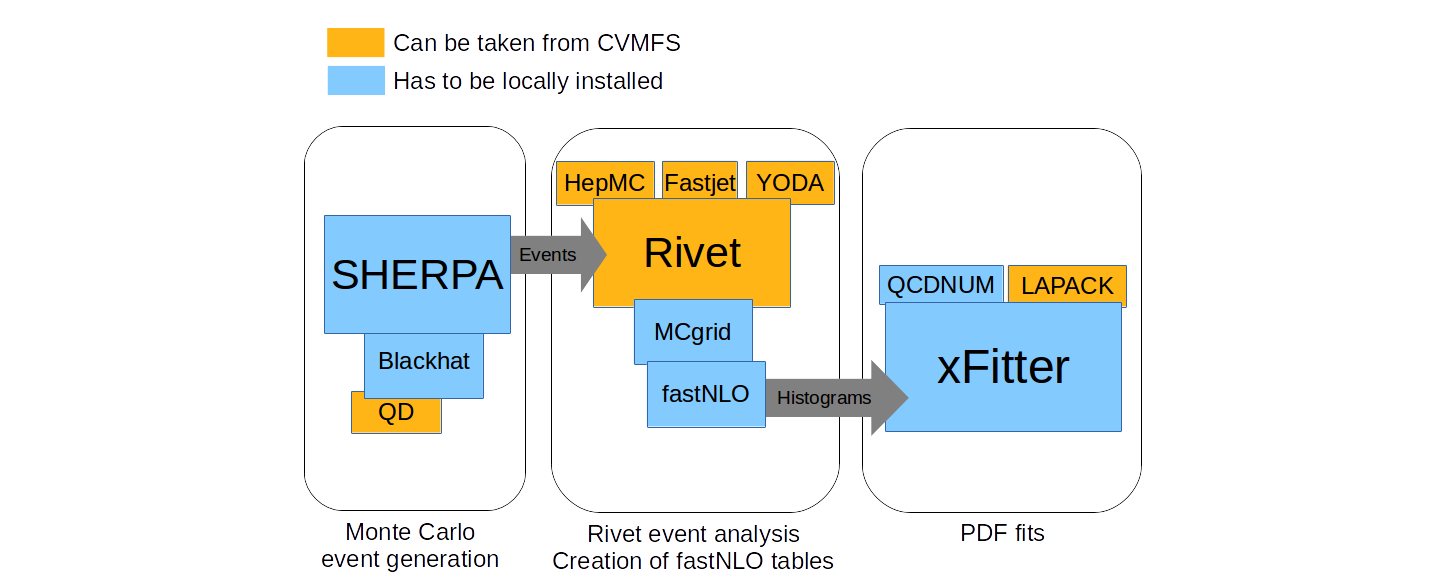 Can be taken from CVMFS
Has to be locally installed
SHERPA
Blackhat
QD
Events
HepMC
Fastjet
YODA
Rivet
MCgrid
fastNLO
Histograms
QCDNUM
LAPACK
xFitter
Monte Carlo
event generation
Rivet event analysis
Creation of fastNLO tables
PDF fits